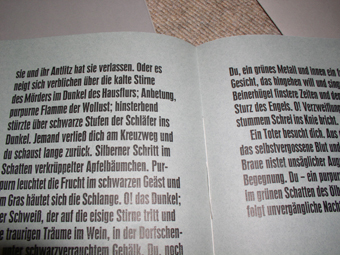 sie und ihr Antlitz hat sie verlassen. Oder es
neigt sich verblichen über die kalte Stirne
des Mörders im Dunkel des Hausflurs; Anbetung,
purpurne Flamme der Wollust; hinsterbend
stürzte über schwarze Stufen der Schläfer ins
Dunkel. Jemand verließ dich am Kreuzweg und
du schaust lange zurück. Silberner Schritt im
Schatten verkrüppelter Apfelbäumchen. Pur-
purn leuchtet die Frucht im schwarzen Geäst und
im Gras häutet sich die Schlange. O! das Dunkel;
der Schweiß, der auf die eisige Stirne tritt und
die traurigen Träume im Wein, in der Dorfschen-
unter schwarzverrauchtem Gebälk. Du, noch
Du, ein grünes Metall und innen ein
Gesicht, das hingehen will und
Beinerhügel finstere Zeiten und den
Sturz des Engels. O! Verzweiflung
stummem Schrei ins Knie bricht.
Ein Toter besucht dich. Aus
das selbstvergossene Blut und
Braue nistet unsäglicher
Begegnung. Du – ein
im grünen Schatten des
folgt unvergängliche